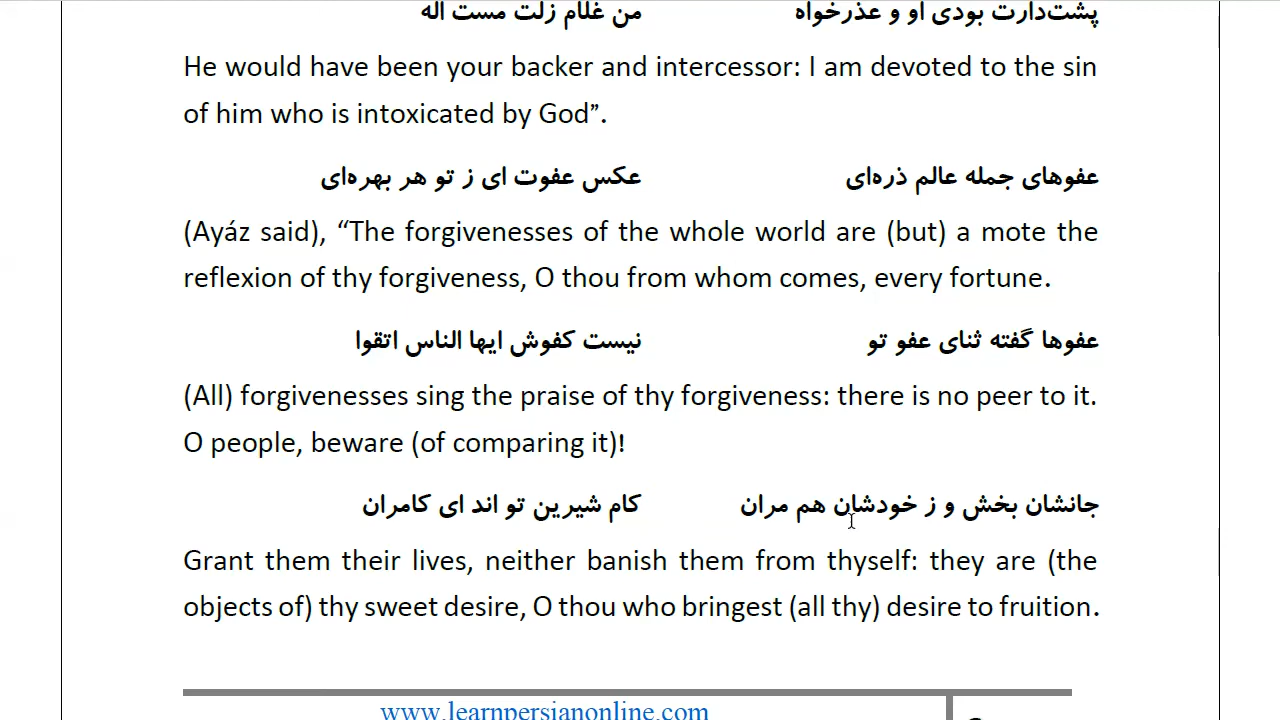 پشت‌دارت بودی او و عذرخواه من غلام زلت مست اله
He would have been your backer and intercessor: I am devoted to the sin
of him who is intoxicated by God”.
عفوهای جمله عالم ذره‌ای عکس عفوت ای ز تو هر بهره‌ای
(Ayáz said), “The forgivenesses of the whole world are (but) a mote the
reflexion of thy forgiveness, O thou from whom comes, every fortune.
عفوها گفته ثنای عفو تو نیست کفوش ایها الناس اتقوا
(All) forgivenesses sing the praise of thy forgiveness: there is no peer to it.
O people, beware (of comparing it)!
جانشان بخش و ز خودشان هم مران کام شیرین تو اند ای کامران
Grant them their lives, neither banish them from thyself: they are (the
objects of) thy sweet desire, O thou who bringest (all thy) desire to fruition.
www.learnpersianonline.com